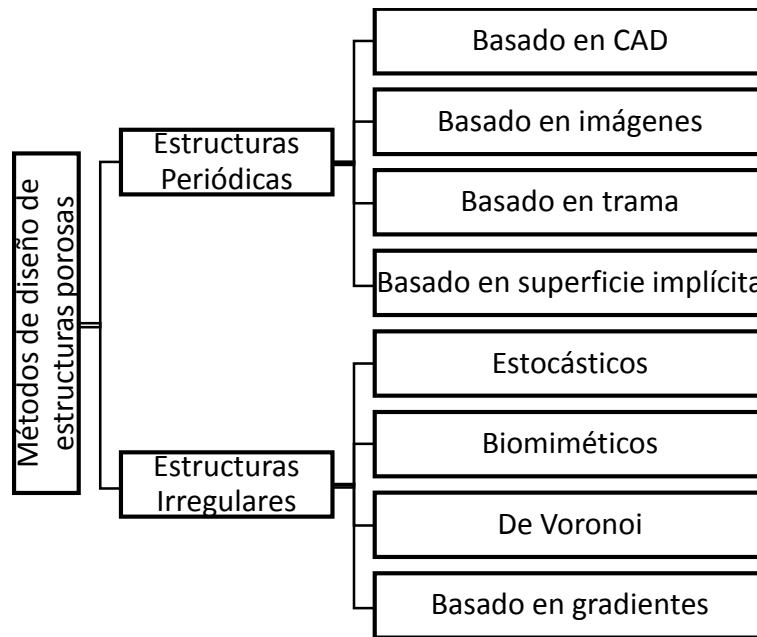 Métodos de diseño de
estructuras porosas
Estructuras
Periódicas
Basado en CAD
Basado en imágenes
Basado en trama
Basado en superficie implícita
Estructuras
Irregulares
Estocásticos
Biomiméticos
De Voronoi
Basado en gradientes